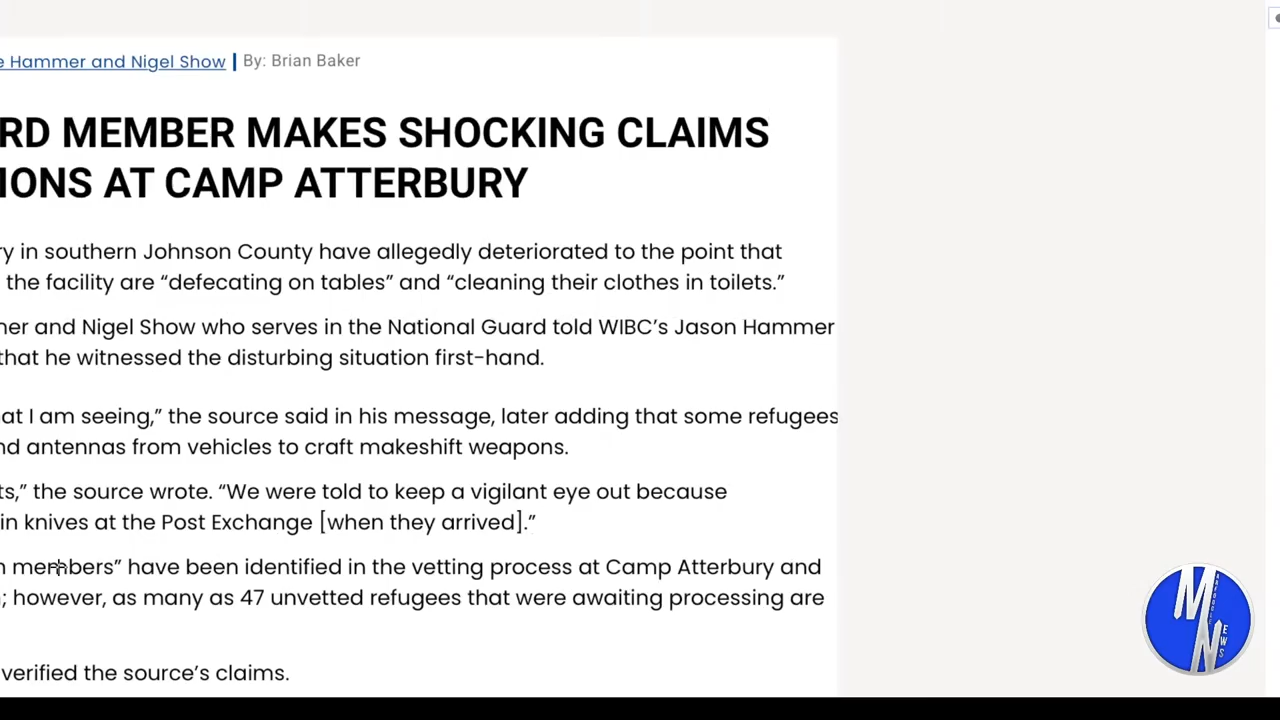 e Hammer and Nigel Show | By: Brian Baker
RD MEMBER MAKES SHOCKING CLAIMS
IONS AT CAMP ATTERBURY
ry in southern Johnson County have allegedly deteriorated to the point that
the facility are “defecating on tables” and “cleaning their clothes in toilets.”
ner and Nigel Show who serves in the National Guard told WIBC’s Jason Hammer
that he witnessed the disturbing situation first-hand.
at I am seeing,” the source said in his message, later adding that some refugees
nd antennas from vehicles to craft makeshift weapons.
ts,” the source wrote. “We were told to keep a vigilant eye out because
in knives at the Post Exchange [when they arrived].”
n members” have been identified in the vetting process at Camp Atterbury and
; however, as many as 47 unvetted refugees that were awaiting processing are
verified the source’s claims.
M
N
EWS